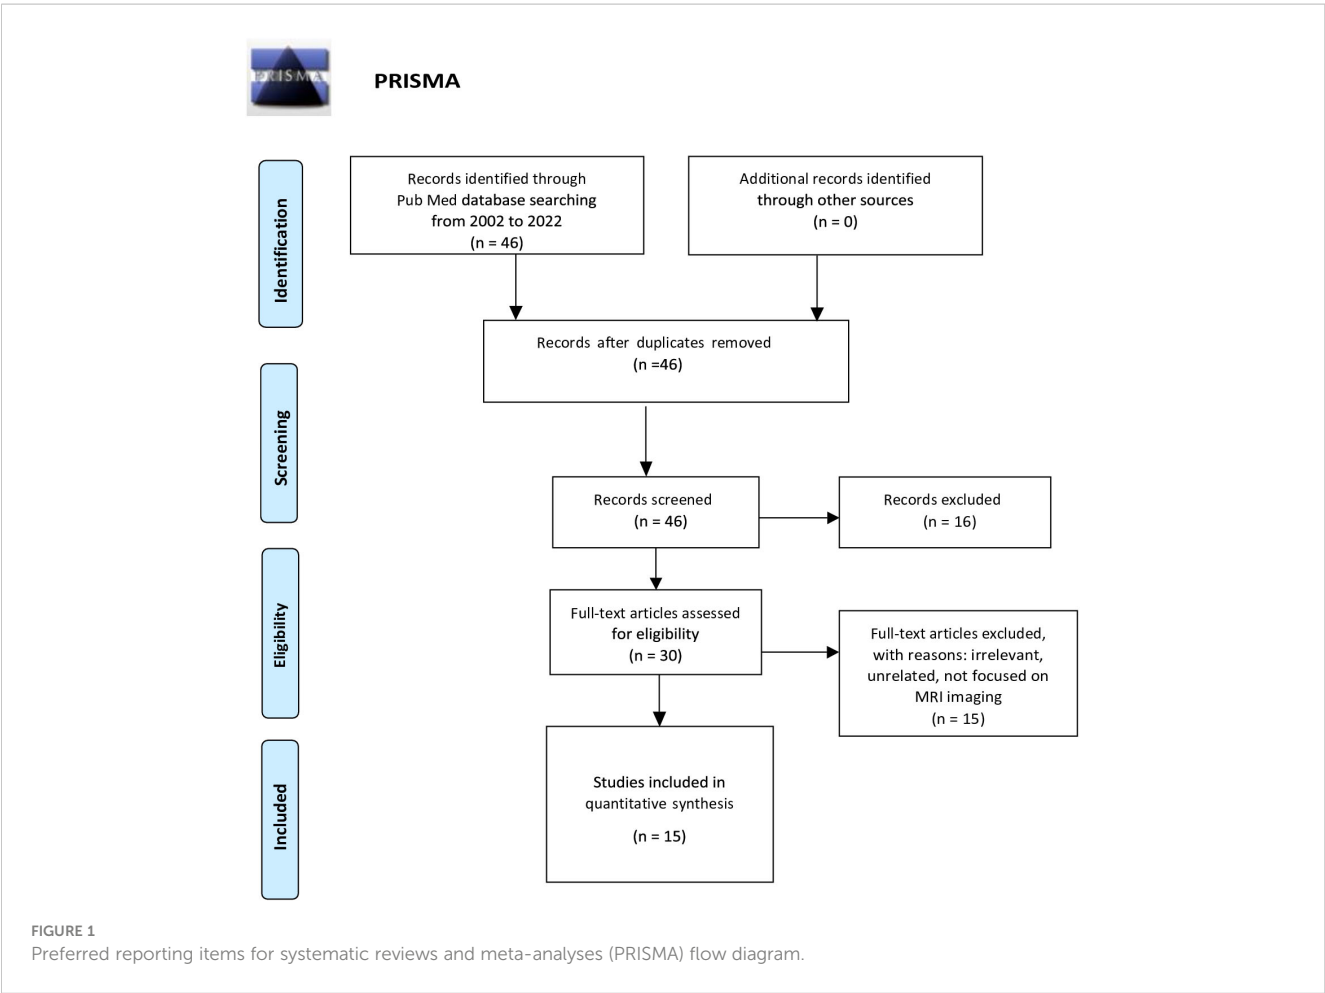 PRISMA
PRISMA
Identification
Records identified through
Pub Med database searching
from 2002 to 2022
(n = 46)
Additional records identified
through other sources
(n = 0)
Records after duplicates removed
(n =46)
Screening
Records screened
(n = 46)
Records excluded
(n = 16)
Eligibility
Full-text articles assessed
for eligibility
(n = 30)
Full-text articles excluded,
with reasons: irrelevant,
unrelated, not focused on
MRI imaging
(n = 15)
Included
Studies included in
quantitative synthesis
(n = 15)
FIGURE 1
Preferred reporting items for systematic reviews and meta-analyses (PRISMA) flow diagram.